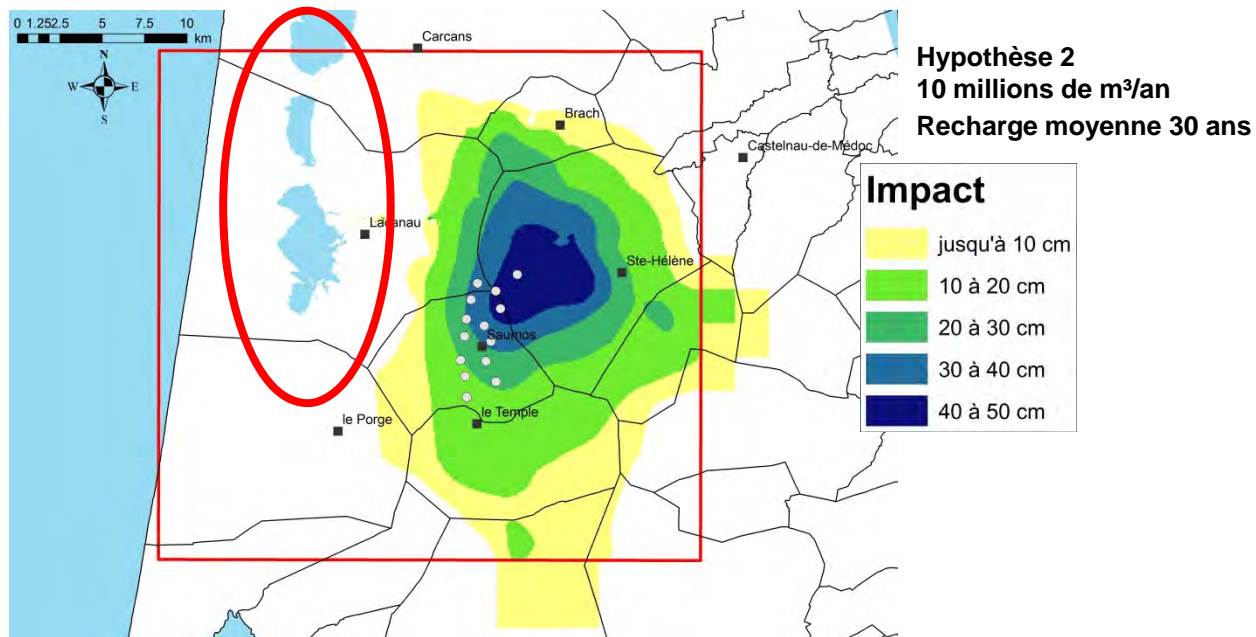 0 1.252.5 5 7.5 10
km
N
W E
S
Carcans
Brach
Castelnau-de-Médoc
Lacanau
Ste-Hélène
Saumos
le Temple
le Porge
Hypothèse 2
10 millions de m³/an
Recharge moyenne 30 ans
Impact
jusqu'à 10 cm
10 à 20 cm
20 à 30 cm
30 à 40 cm
40 à 50 cm